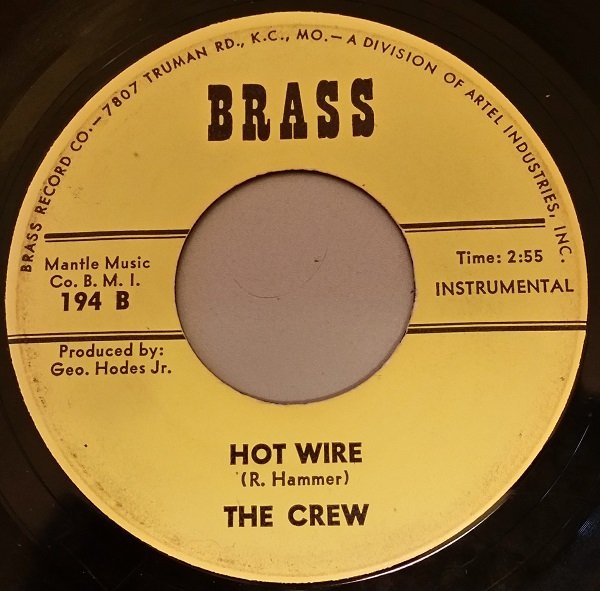 BRASS RECORD CO.—7807 TRUMAN RD., K.C., MO.—A DIVISION OF ARTEL INDUSTRIES, INC.
BRASS
Mantle Music
Co. B. M. I.
194 B
Time: 2:55
INSTRUMENTAL
Produced by:
Geo. Hodes Jr.
HOT WIRE
(R. Hammer)
THE CREW